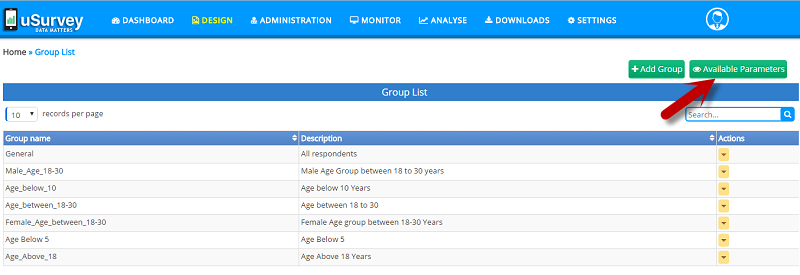 uSurvey
DATA MATTERS
DASHBOARD DESIGN ADMINISTRATION MONITOR ANALYSE DOWNLOADS SETTINGS
Home » Group List
+ Add Group Available Parameters
Group List
10 records per page Search...
Group name Description Actions
General All respondents
Male_Age_18-30 Male Age Group between 18 to 30 years
Age_below_10 Age below 10 Years
Age_between_18-30 Age between 18 to 30
Female_Age_between_18-30 Female Age group between 18-30 Years
Age Below 5 Age Below 5
Age_Above_18 Age Above 18 Years